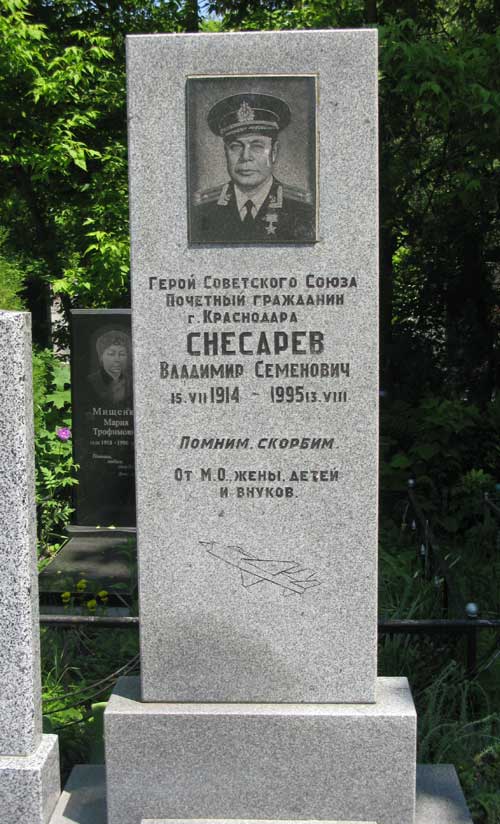 Герой Советского Союза
Почетный гражданин
г. Краснодара
СНЕСАРЕВ
Владимир Семенович
15.VII 1914 - 1995 13.VIII
Помним, скорбим.
От М.О. жены, детей
и внуков.
Мария